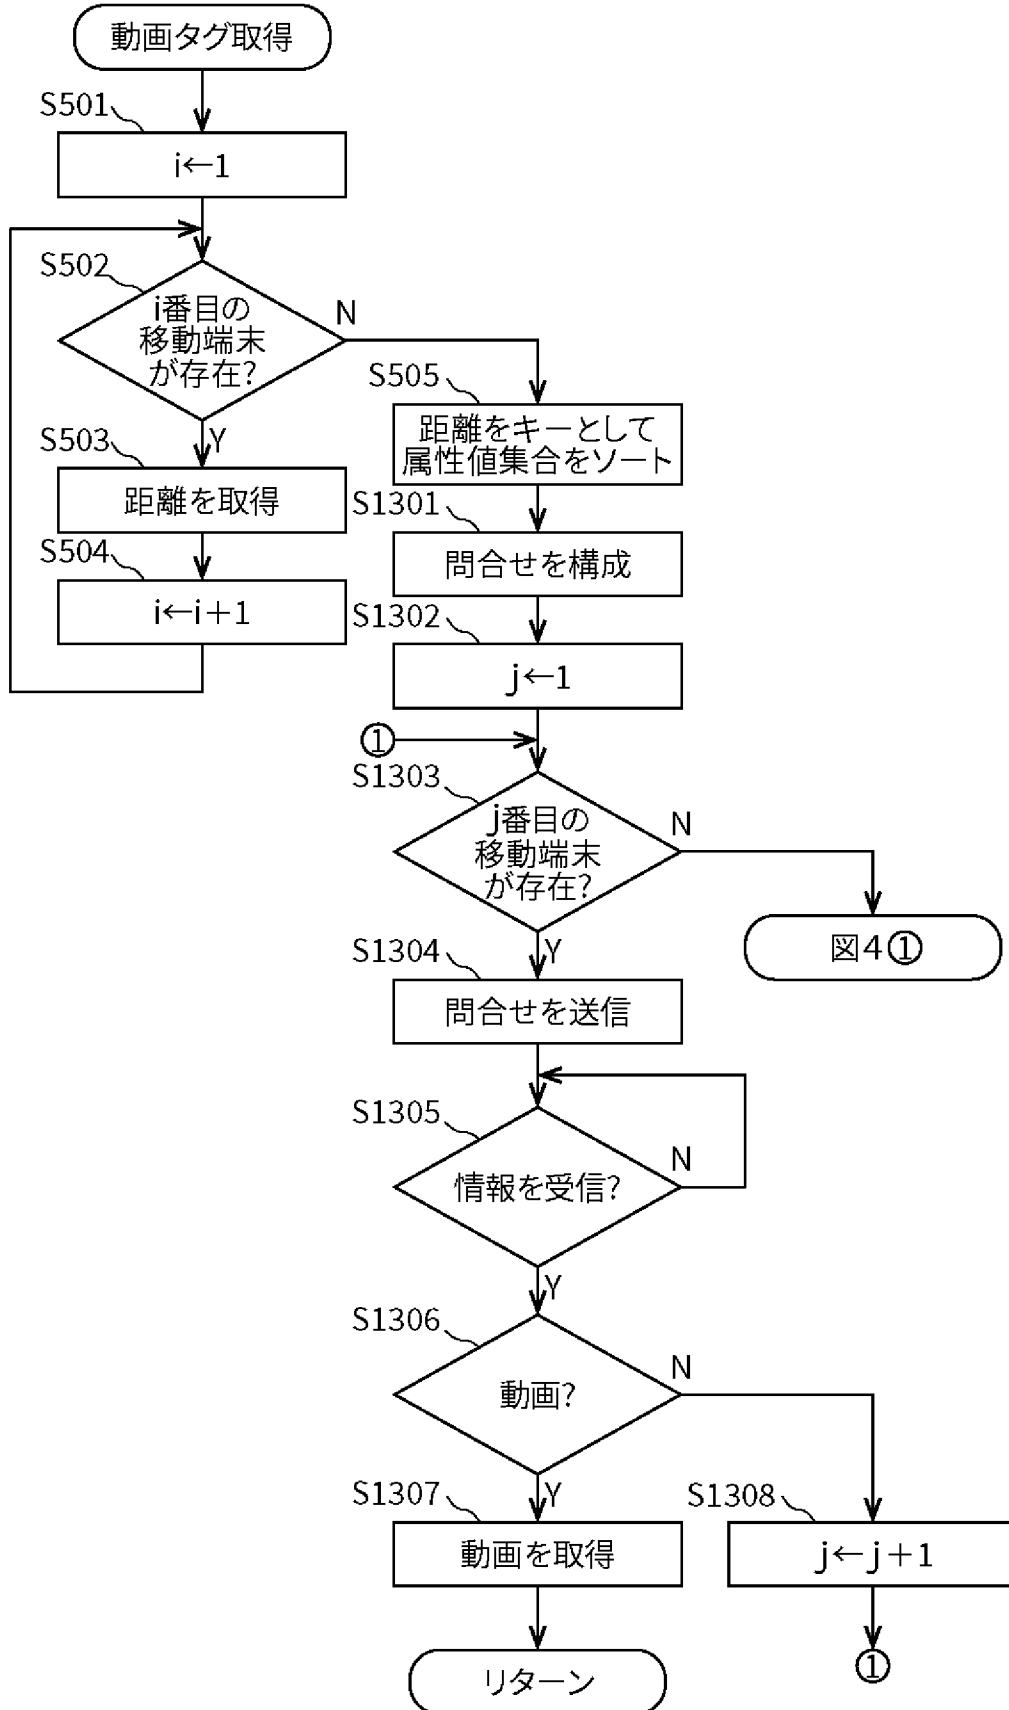 動画タグ取得
S501
i←1
S502
i番目の
移動端末
が存在?
N
Y
S503
距離を取得
S504
i←i+1
S505
距離をキーとして
属性値集合をソート
S1301
問合せを構成
S1302
j←1
①
S1303
j番目の
移動端末
が存在?
N
図4①
Y
S1304
問合せを送信
S1305
情報を受信?
N
Y
S1306
動画?
N
Y
S1307
動画を取得
リターン
S1308
j←j+1
①